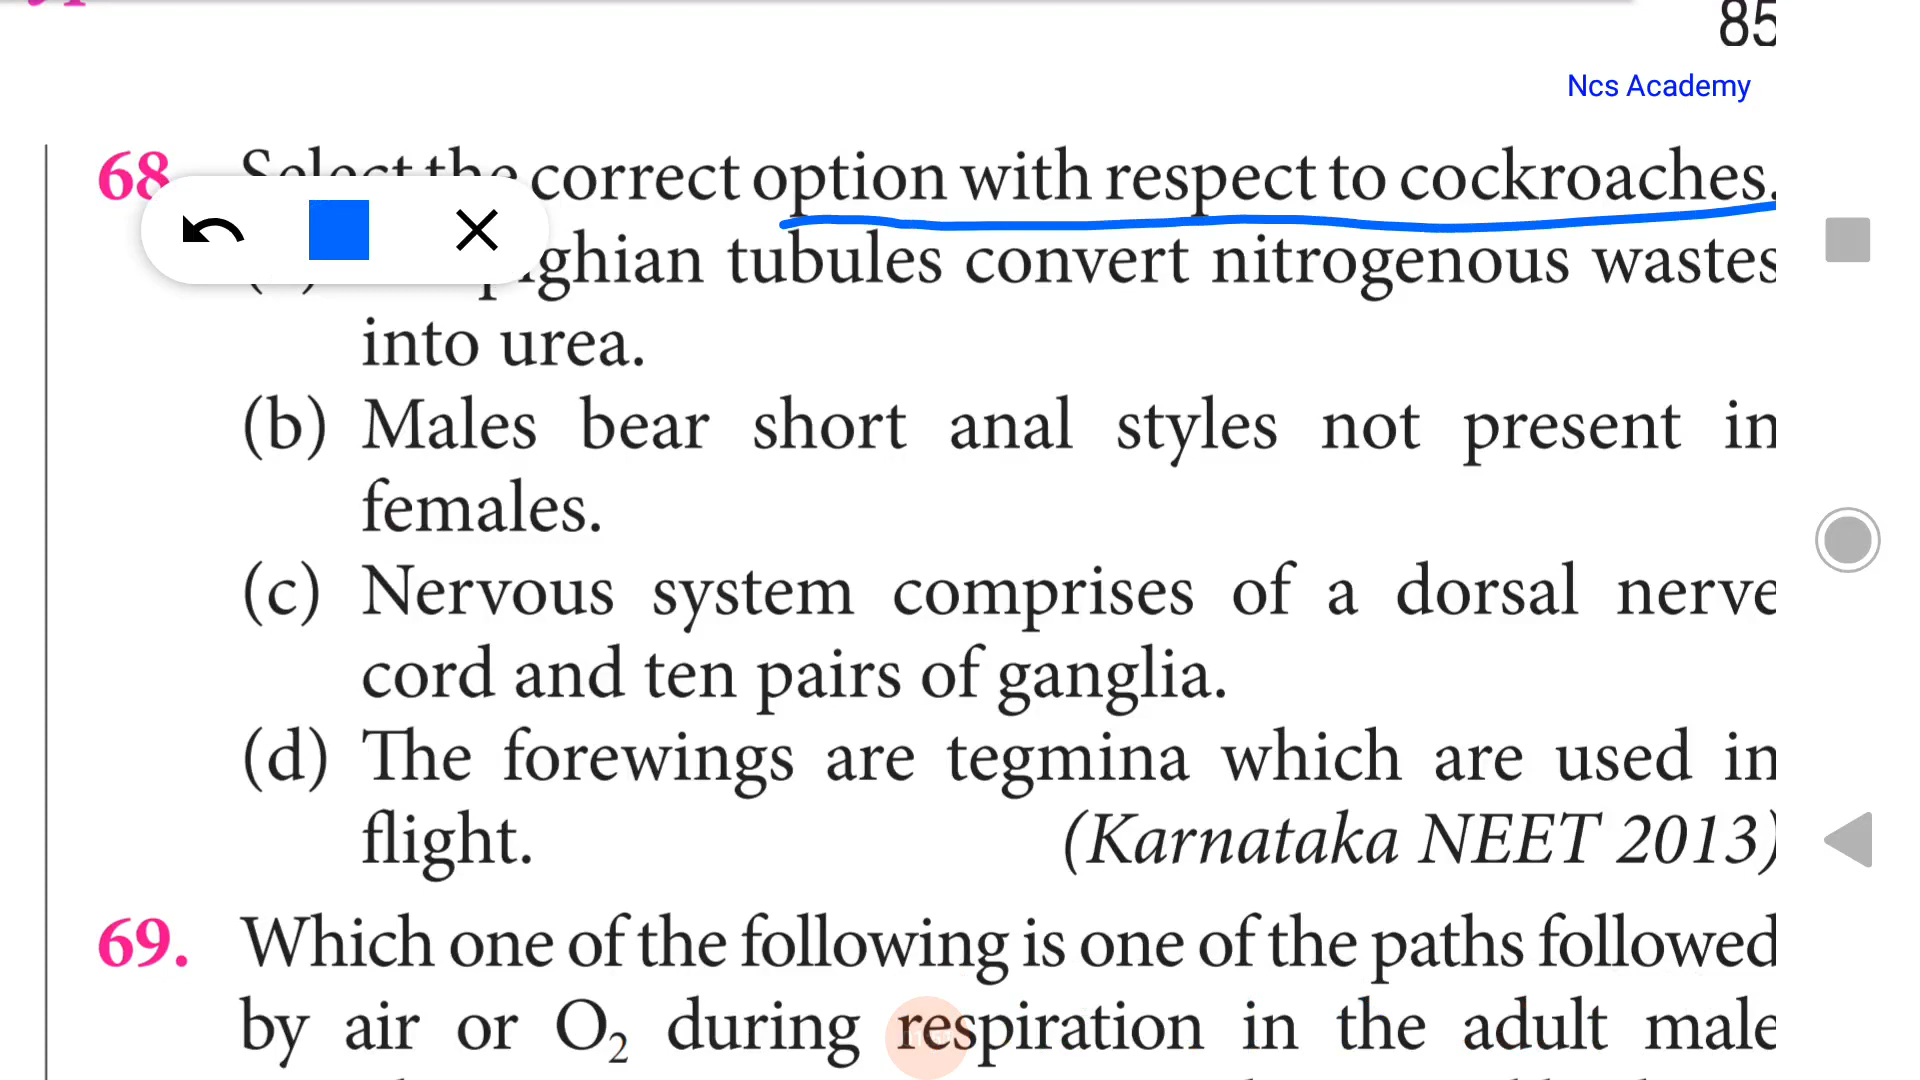 85
Ncs Academy
68 Select the correct option with respect to cockroaches.
ghian tubules convert nitrogenous wastes
into urea.
(b) Males bear short anal styles not present in
females.
(c) Nervous system comprises of a dorsal nerve
cord and ten pairs of ganglia.
(d) The forewings are tegmina which are used in
flight. (Karnataka NEET 2013)
69. Which one of the following is one of the paths followed
by air or O₂ during respiration in the adult male